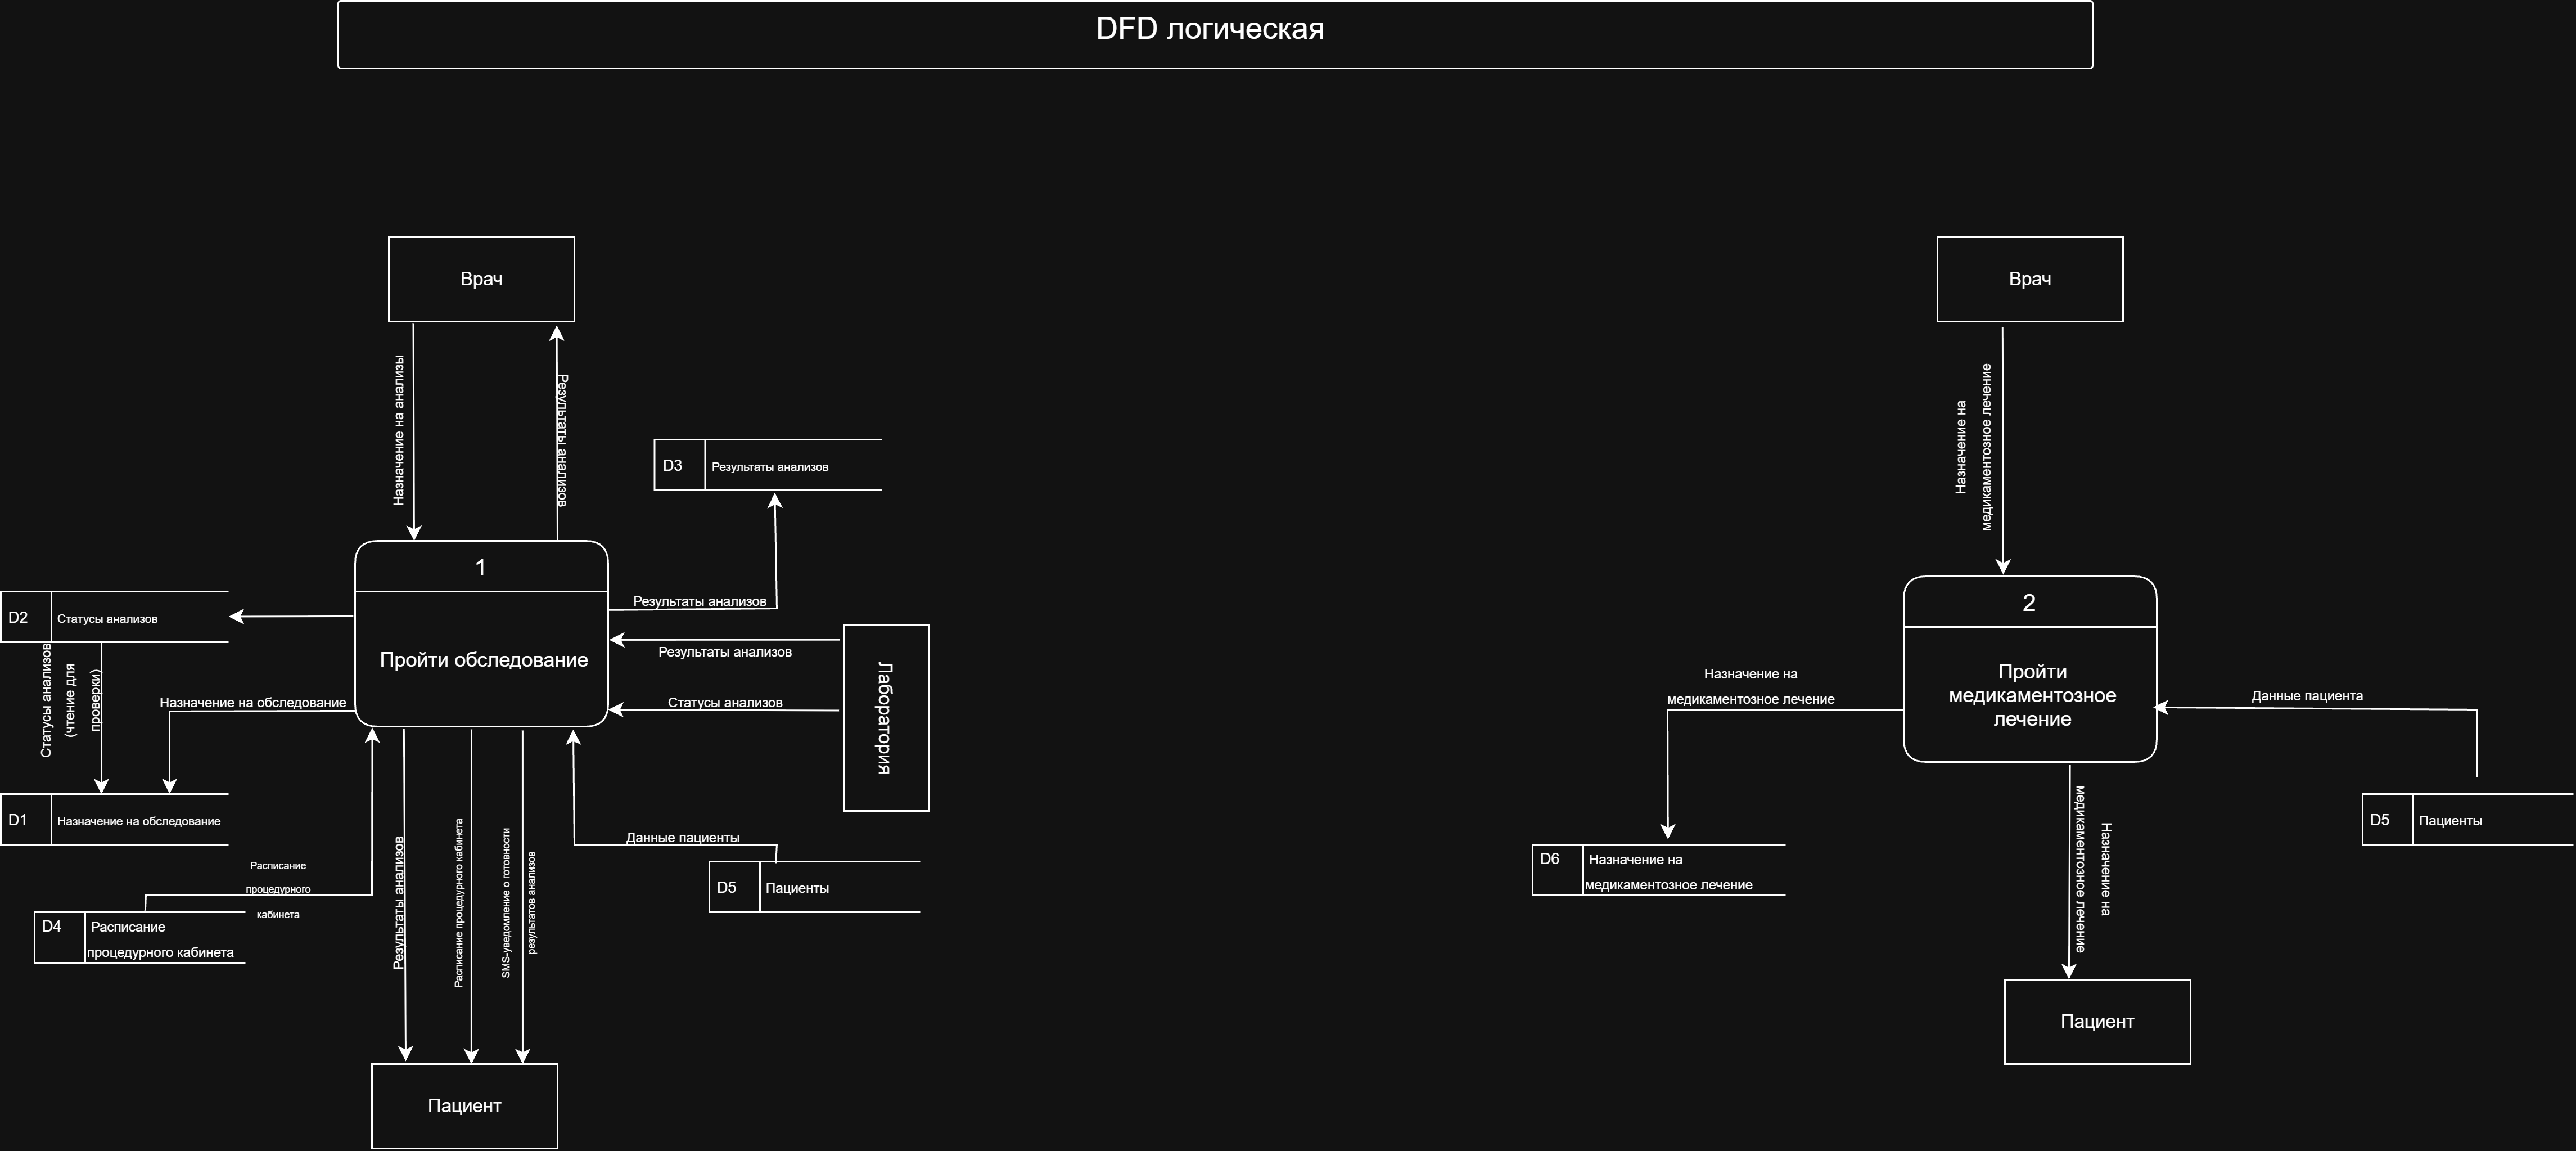 DFD логическая
Врач
Назначение на анализы
Результаты анализов
D3
Результаты анализов
1
Пройти обследование
Результаты анализов
Результаты анализов
Статусы анализов
Лаборатория
D2
Статусы анализов
Статусы анализов
(чтение для
проверки)
Назначение на обследование
D1
Назначение на обследование
Расписание
процедурного
кабинета
D4
Расписание
процедурного кабинета
Результаты анализов
Расписание процедурного кабинета
SMS-уведомление о готовности
результатов анализов
Данные пациенты
D5
Пациенты
Пациент
Врач
Назначение на
медикаментозное лечение
2
Пройти
медикаментозное
лечение
Назначение на
медикаментозное лечение
D6
Назначение на
медикаментозное лечение
Данные пациента
D5
Пациенты
Назначение на
медикаментозное лечение
Пациент